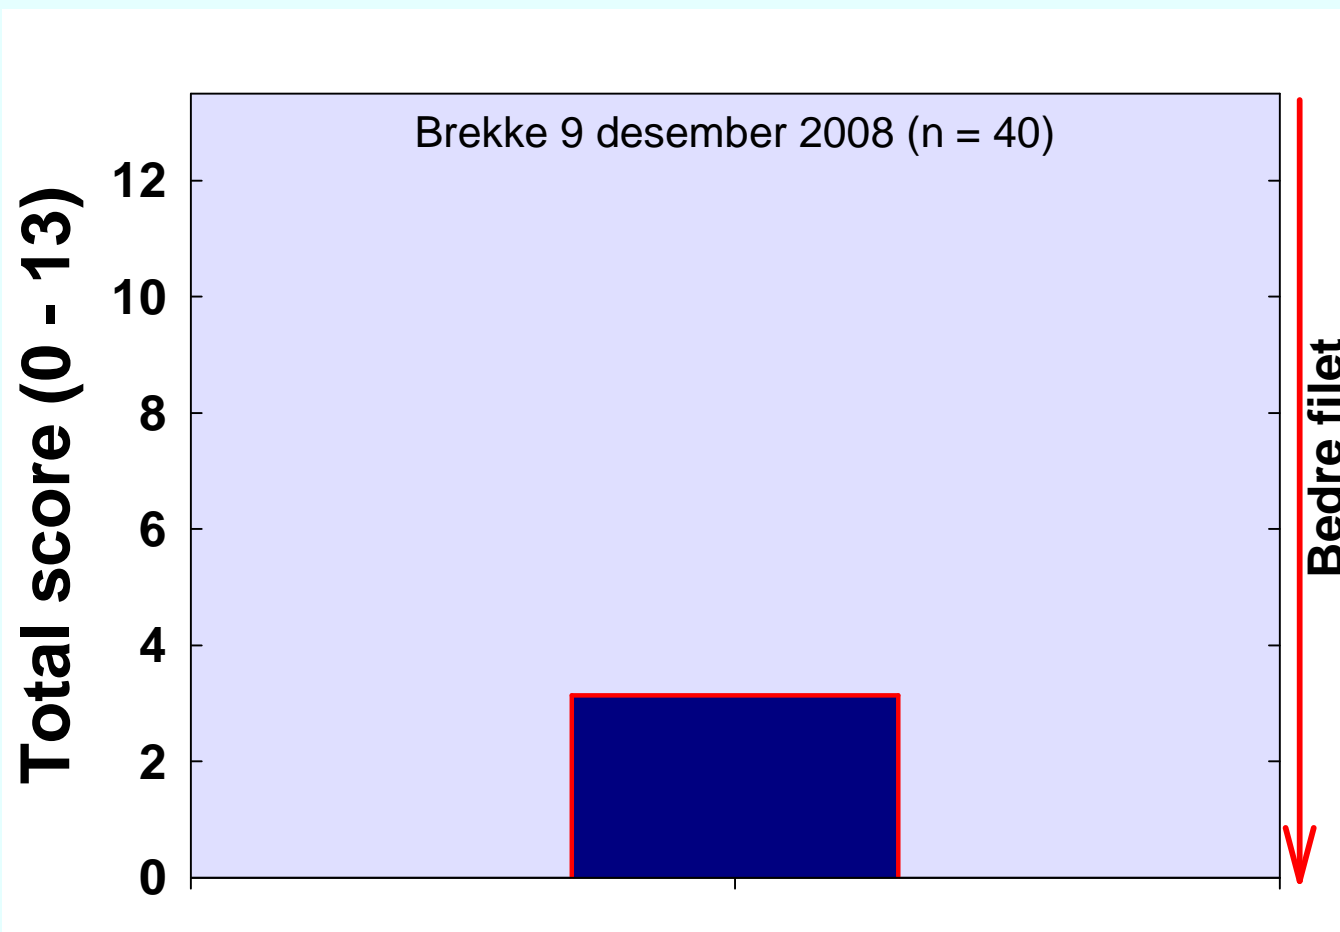 Brekke 9 desember 2008 (n = 40)
Total score (0 - 13)
12
10
8
6
4
2
0
Bedre filet